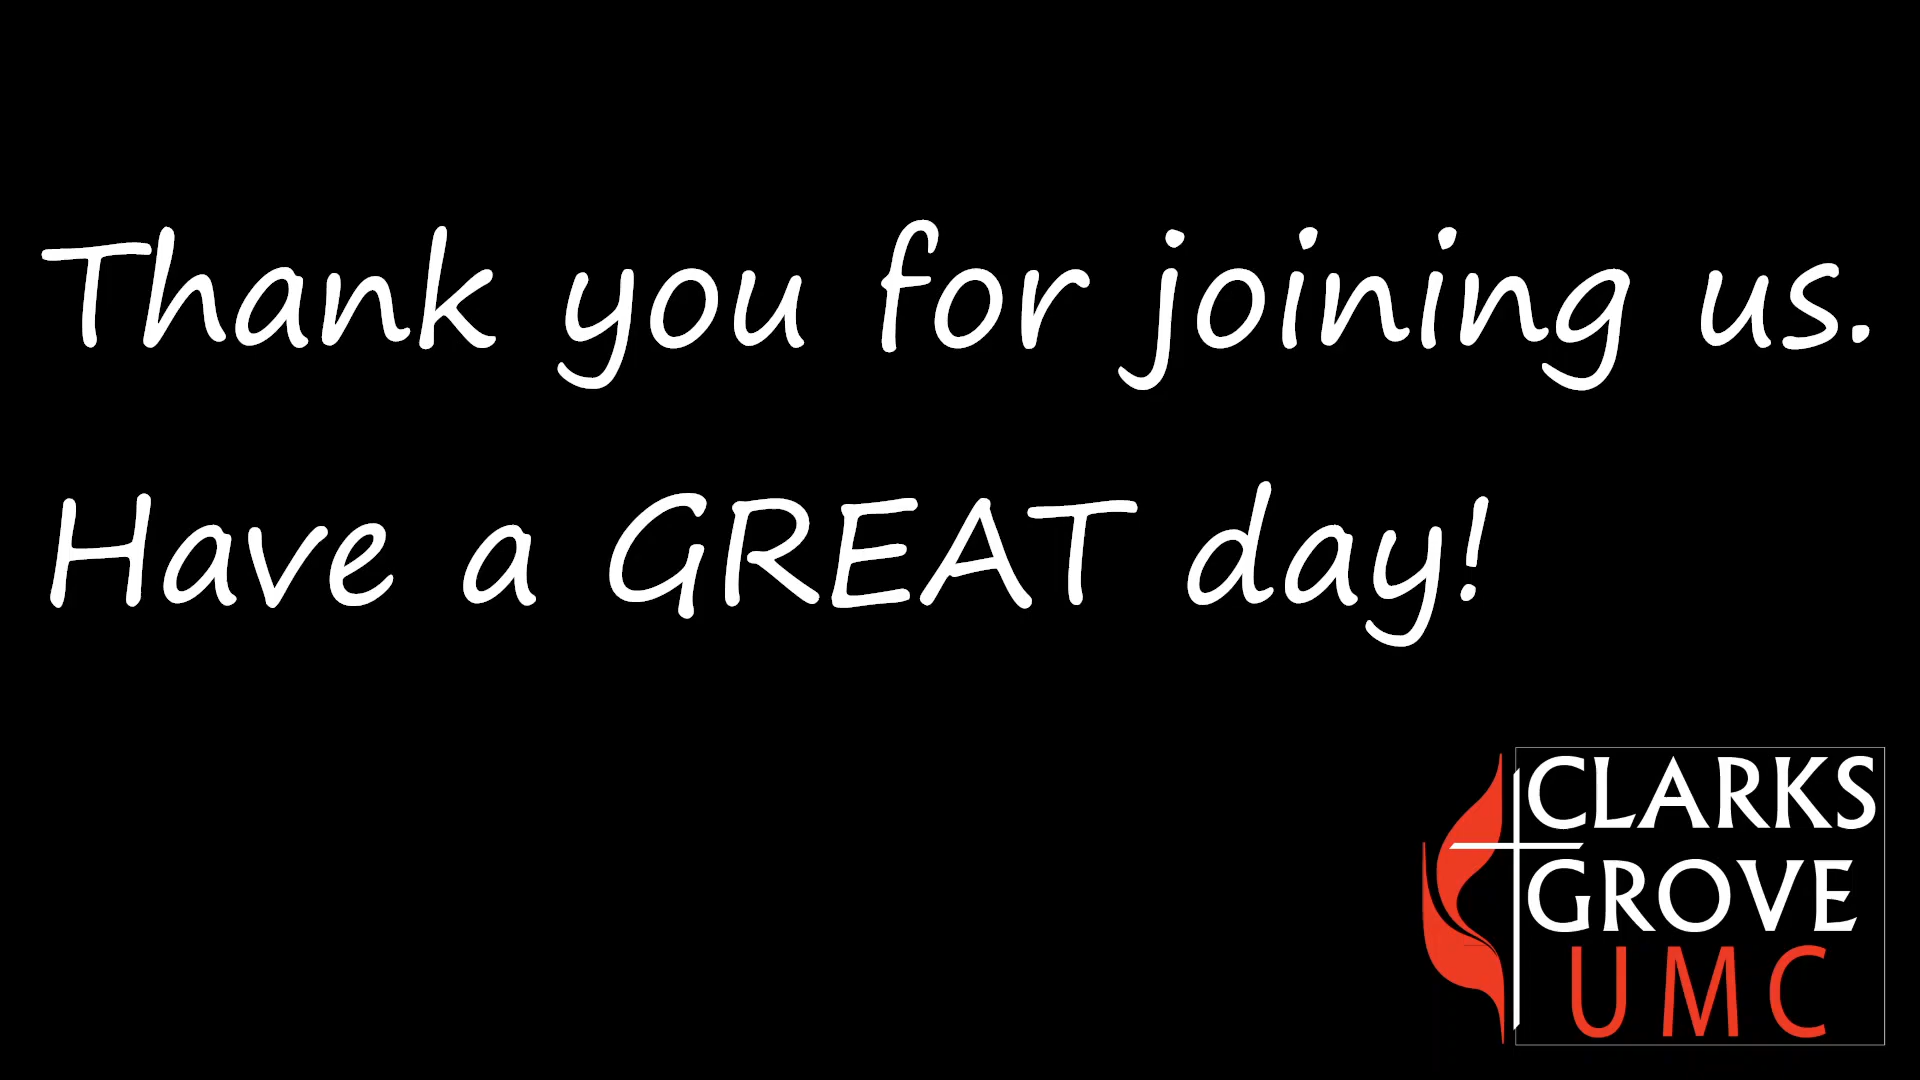 Thank you for joining us.
Have a GREAT day!
CLARKS
GROVE
UMC